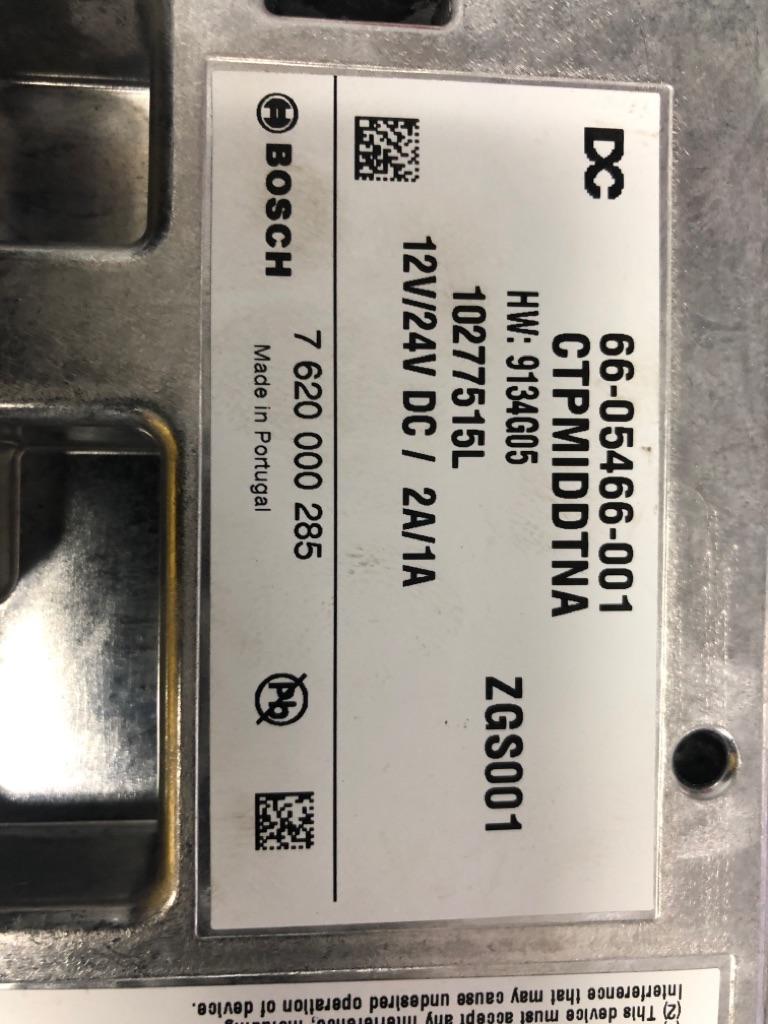 DC
66-05466-001
CTPMIDDTNA
HW: 9134G05
ZGS001
10277515L
12V/24V DC / 2A/1A
BOSCH
7 620 000 285
Made in Portugal
Pb
(2) This device must accept any interference, including
Interference that may cause undesired operation of device.